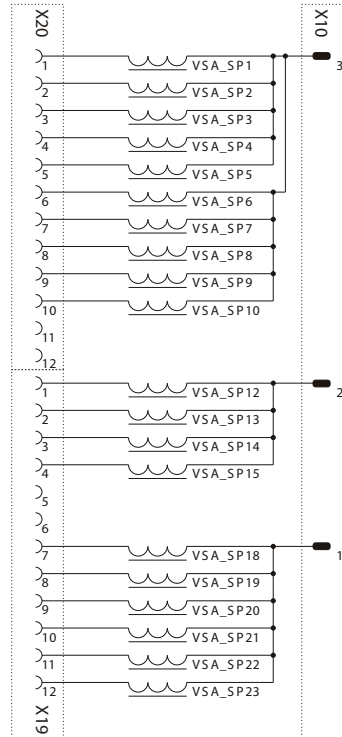 X20 X10
1 VSA_SP1 3
2 VSA_SP2
3 VSA_SP3
4 VSA_SP4
5 VSA_SP5
6 VSA_SP6
7 VSA_SP7
8 VSA_SP8
9 VSA_SP9
10 VSA_SP10
11
12
1 VSA_SP12 2
2 VSA_SP13
3 VSA_SP14
4 VSA_SP15
5
6
7 VSA_SP18 1
8 VSA_SP19
9 VSA_SP20
10 VSA_SP21
11 VSA_SP22
12 VSA_SP23
X19